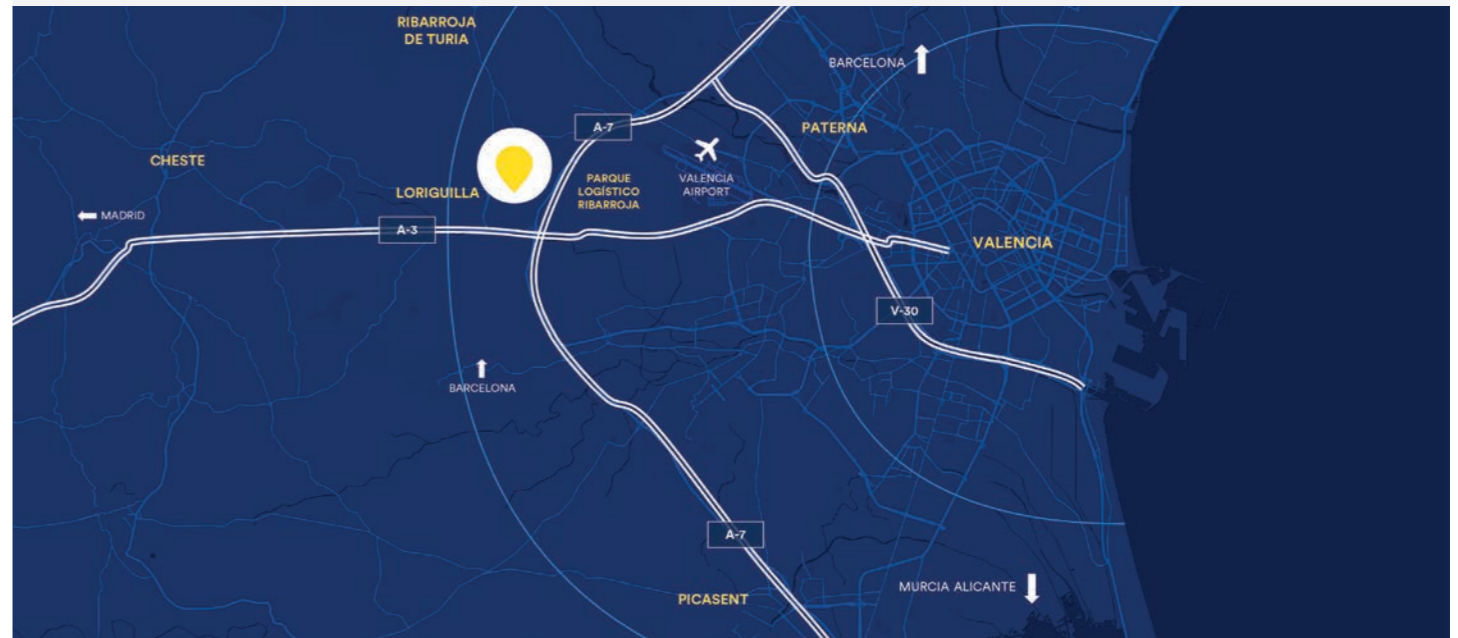 RIBARROJA
DE TURIA
BARCELONA
A-7
PATERNA
CHESTE
PARQUE
LOGÍSTICO
RIBARROJA
VALENCIA
AIRPORT
LORIGUILLA
MADRID
A-3
VALENCIA
V-30
BARCELONA
A-7
MURCIA ALICANTE
PICASENT